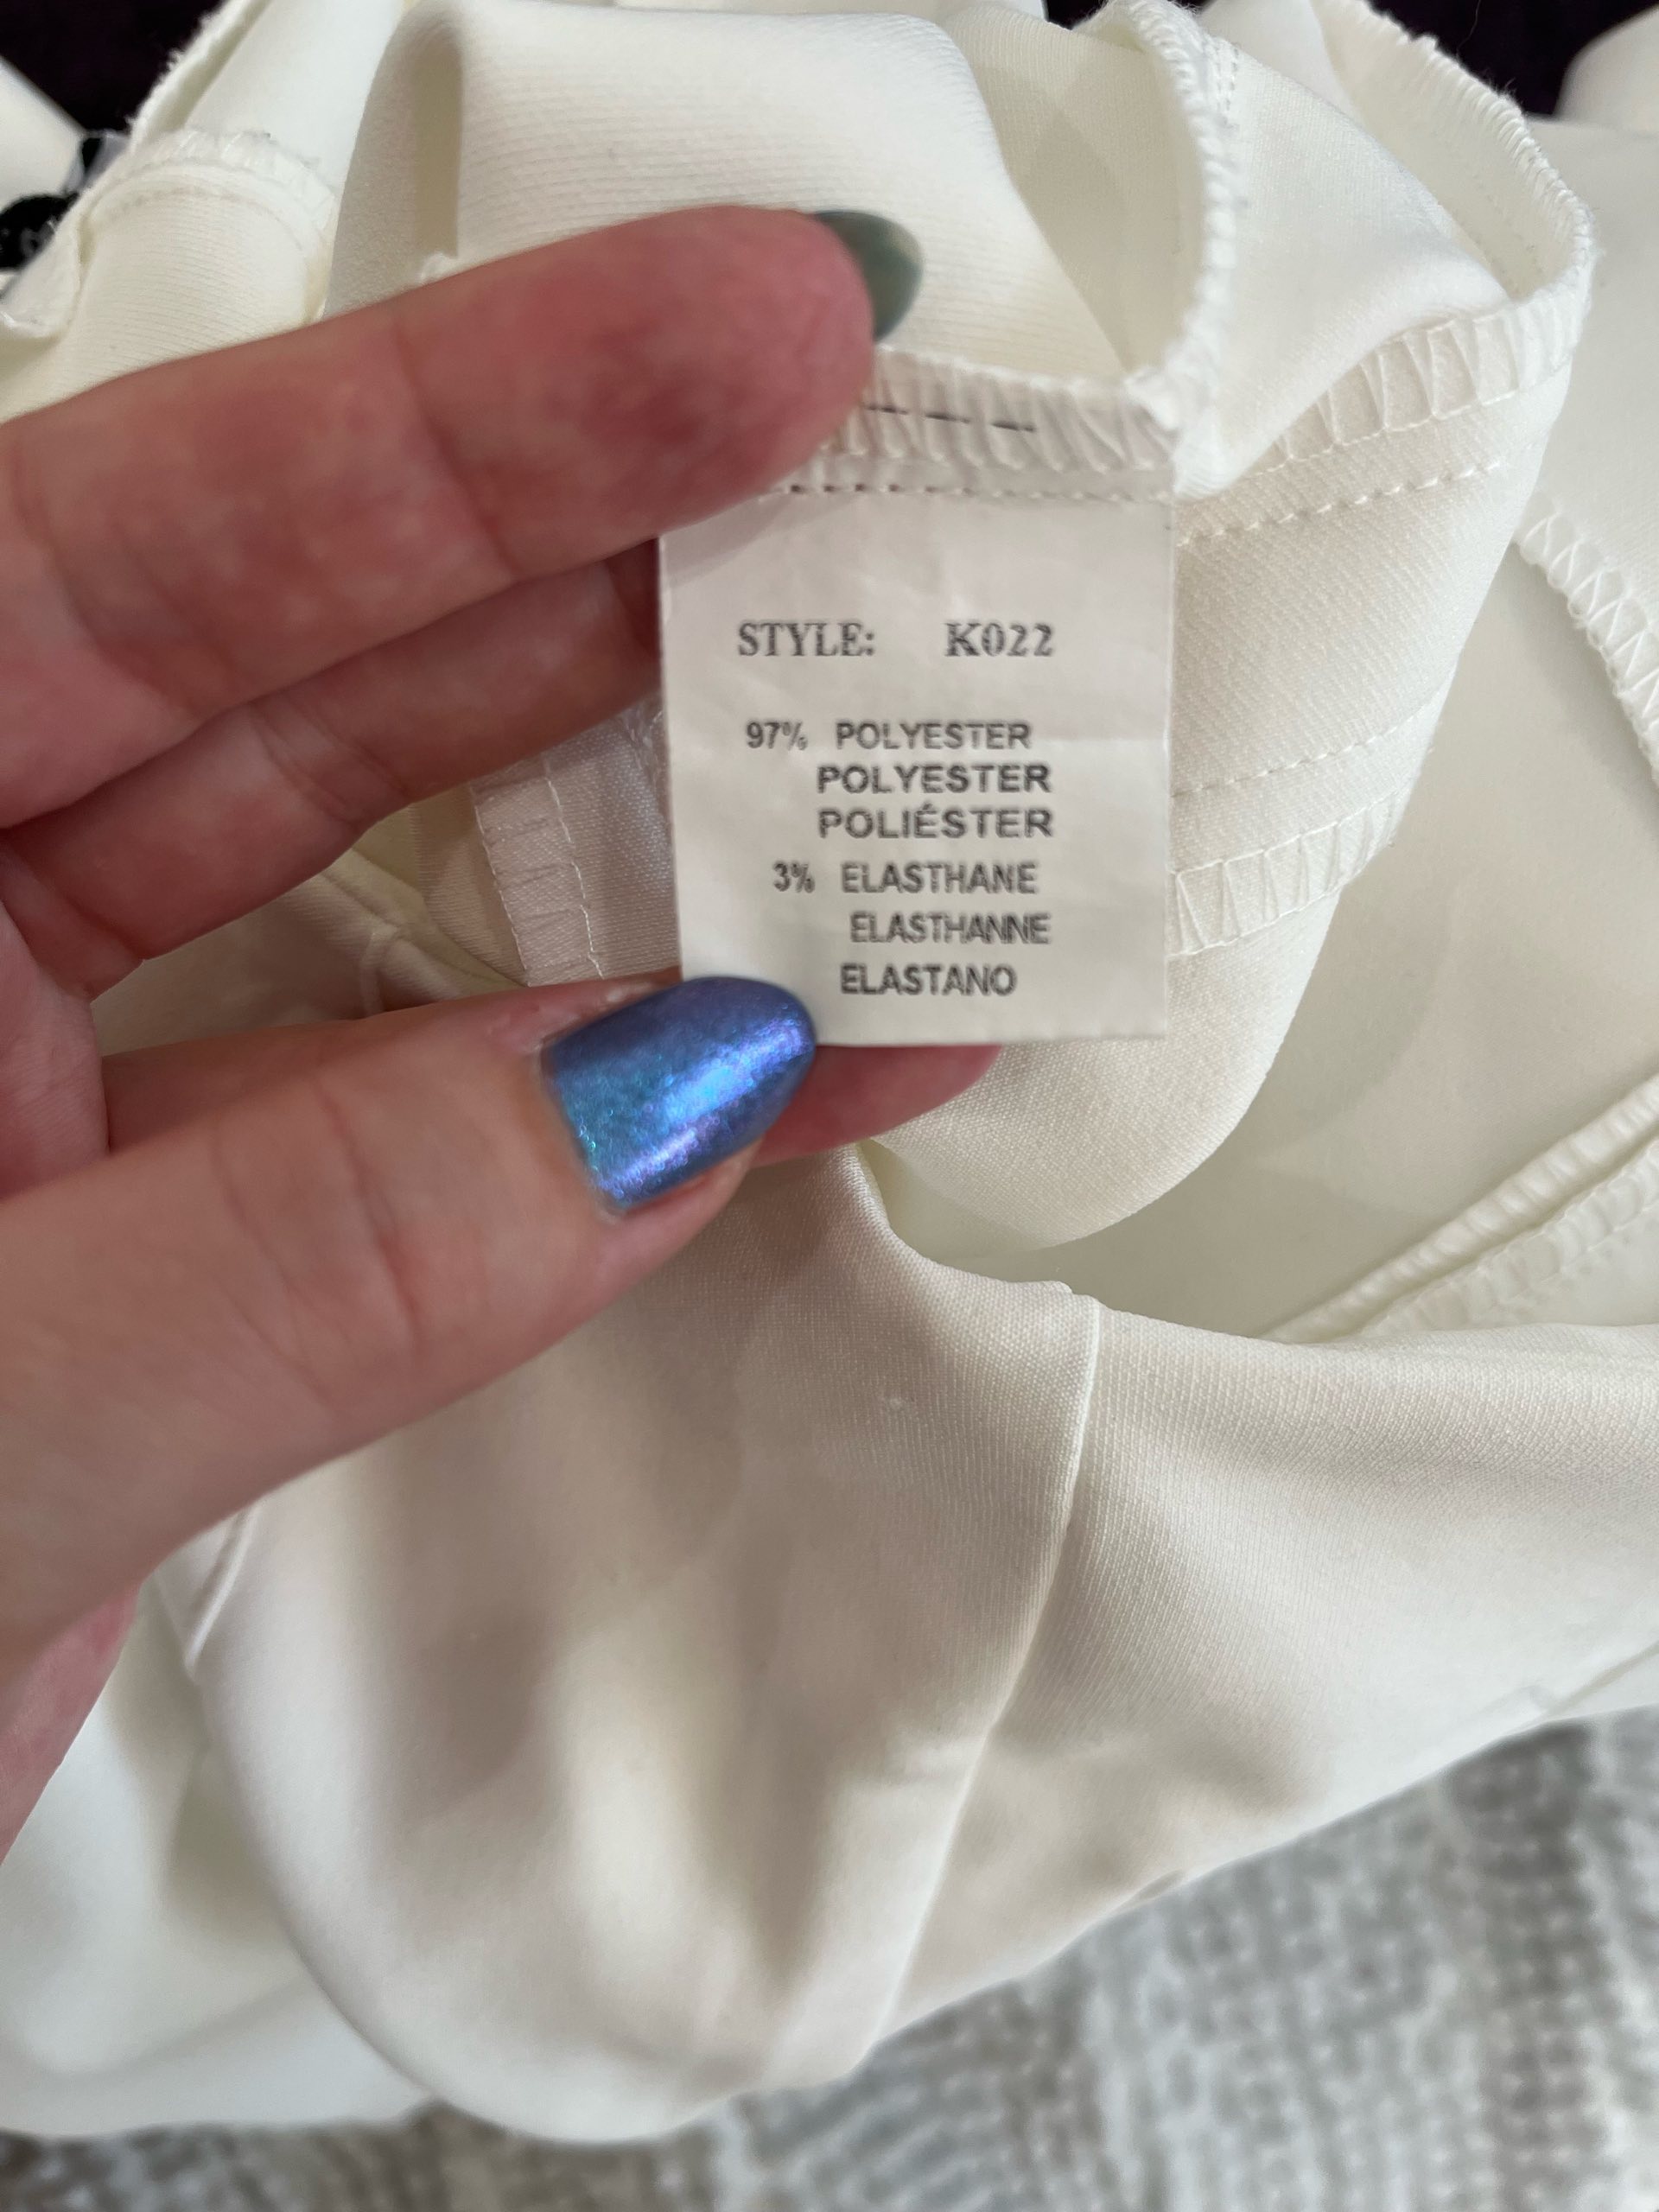 STYLE: K022
97% POLYESTER
POLYESTER
POLIÉSTER
3% ELASTHANE
ELASTHANNE
ELASTANO